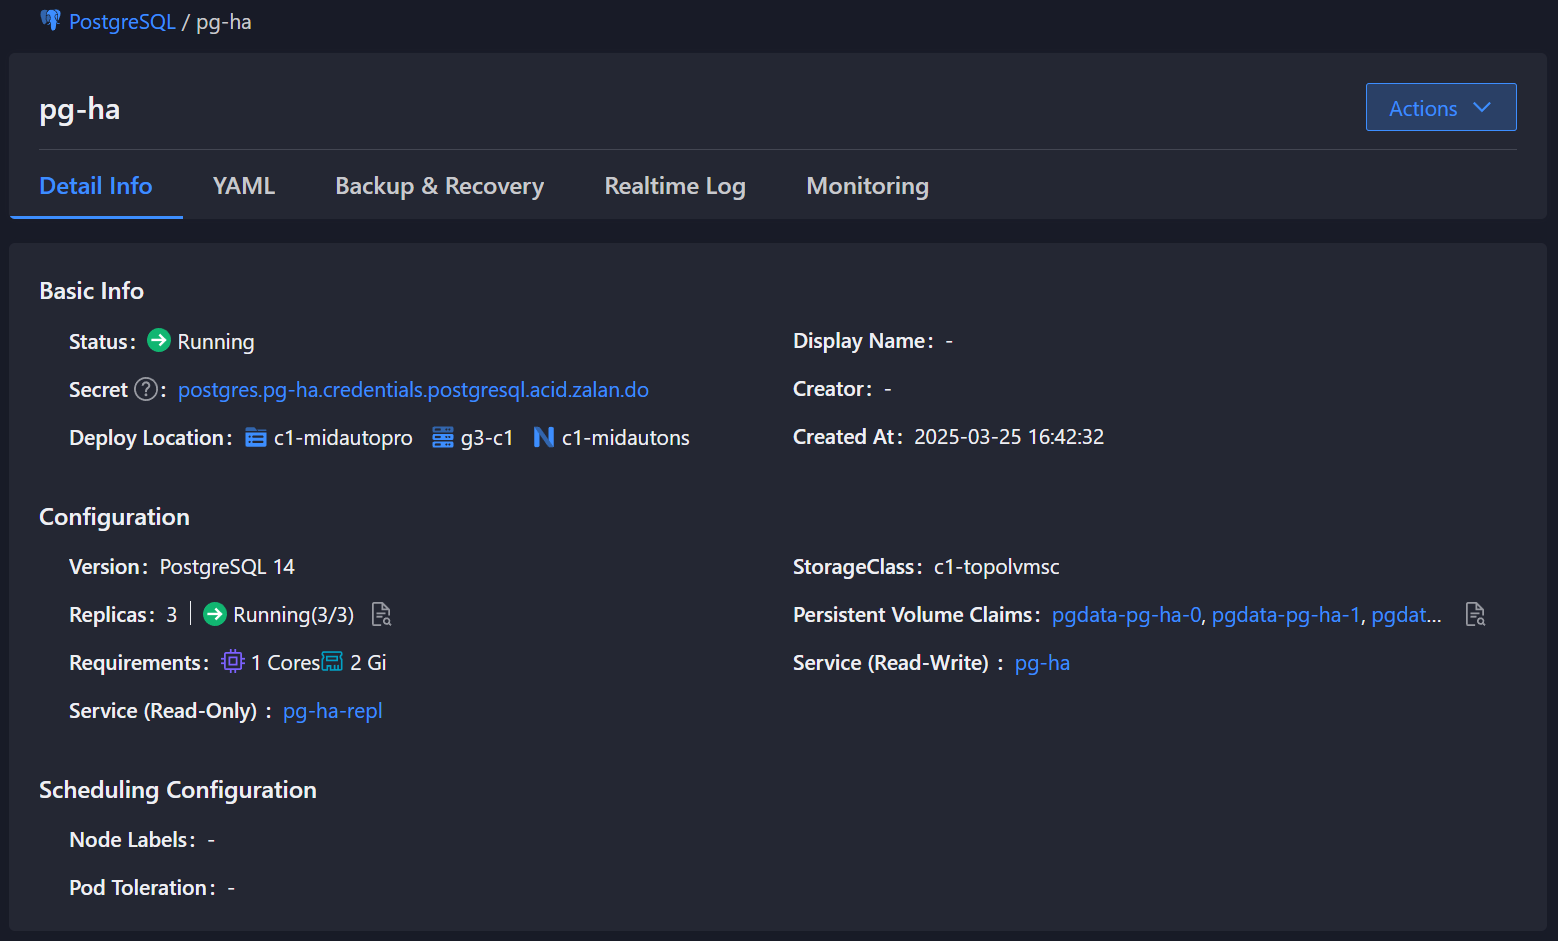 PostgreSQL / pg-ha
pg-ha
Actions
Detail Info YAML Backup & Recovery Realtime Log Monitoring
Basic Info
Status: Running
Display Name: -
Secret ? : postgres.pg-ha.credentials.postgresql.acid.zalan.do
Creator: -
Deploy Location: c1-midautopro g3-c1 N c1-midautons
Created At: 2025-03-25 16:42:32
Configuration
Version: PostgreSQL 14
StorageClass: c1-topolvmsc
Replicas: 3 Running(3/3)
Persistent Volume Claims: pgdata-pg-ha-0, pgdata-pg-ha-1, pgdat...
Requirements: 1 Cores 2 Gi
Service (Read-Write) : pg-ha
Service (Read-Only) : pg-ha-repl
Scheduling Configuration
Node Labels: -
Pod Toleration: -